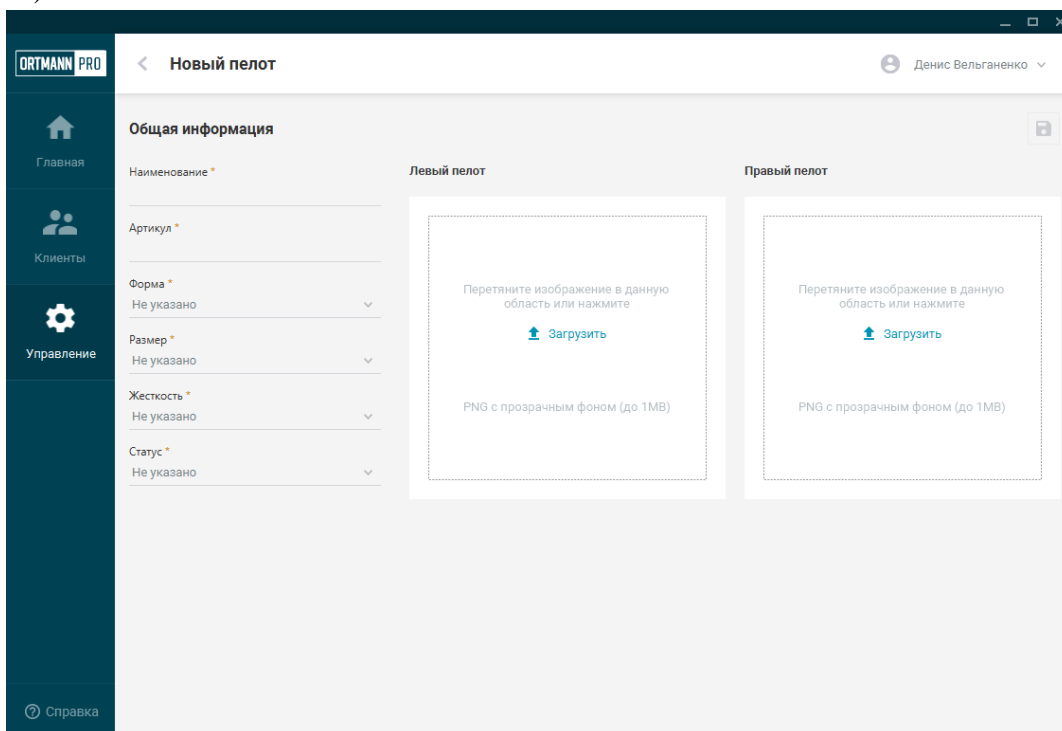 ORTMANN PRO
Новый пелот
Денис Вельганенко
Главная
Клиенты
Управление
Справка
Общая информация
Наименование *
Артикул *
Форма *
Не указано
Размер *
Не указано
Жесткость *
Не указано
Статус *
Не указано
Левый пелот
Перетяните изображение в данную
область или нажмите
Загрузить
PNG с прозрачным фоном (до 1MB)
Правый пелот
Перетяните изображение в данную
область или нажмите
Загрузить
PNG с прозрачным фоном (до 1MB)